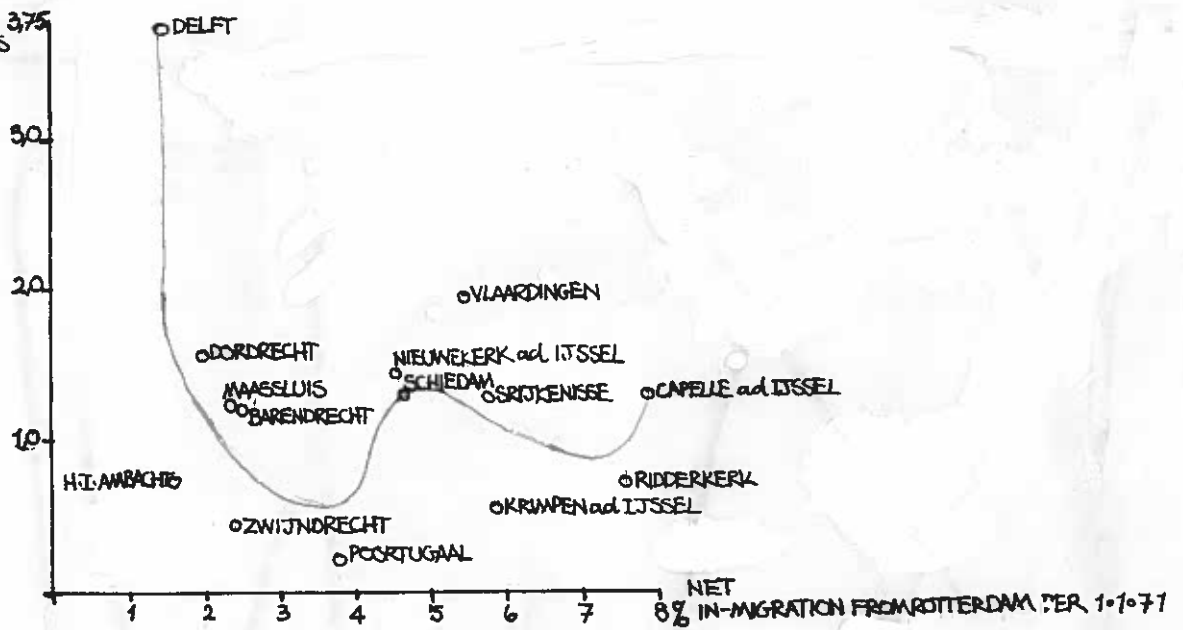 3,75
DELFT
3,0
2,0
VLAARDINGEN
DORDRECHT
NIEUWEKERK ad IJSSEL
SCHIEDAM
MAASSLUIS
SRIJKENISSE
CAPELLE ad IJSSEL
BARENDRECHT
1,0
H.I. AMBACHT
RIDDERKERK
KRIMPEN ad IJSSEL
ZWIJNDRECHT
POORTUGAAL
1 2 3 4 5 6 7 8%
NET
IN-MIGRATION FROM ROTTERDAM PER 1.1.071